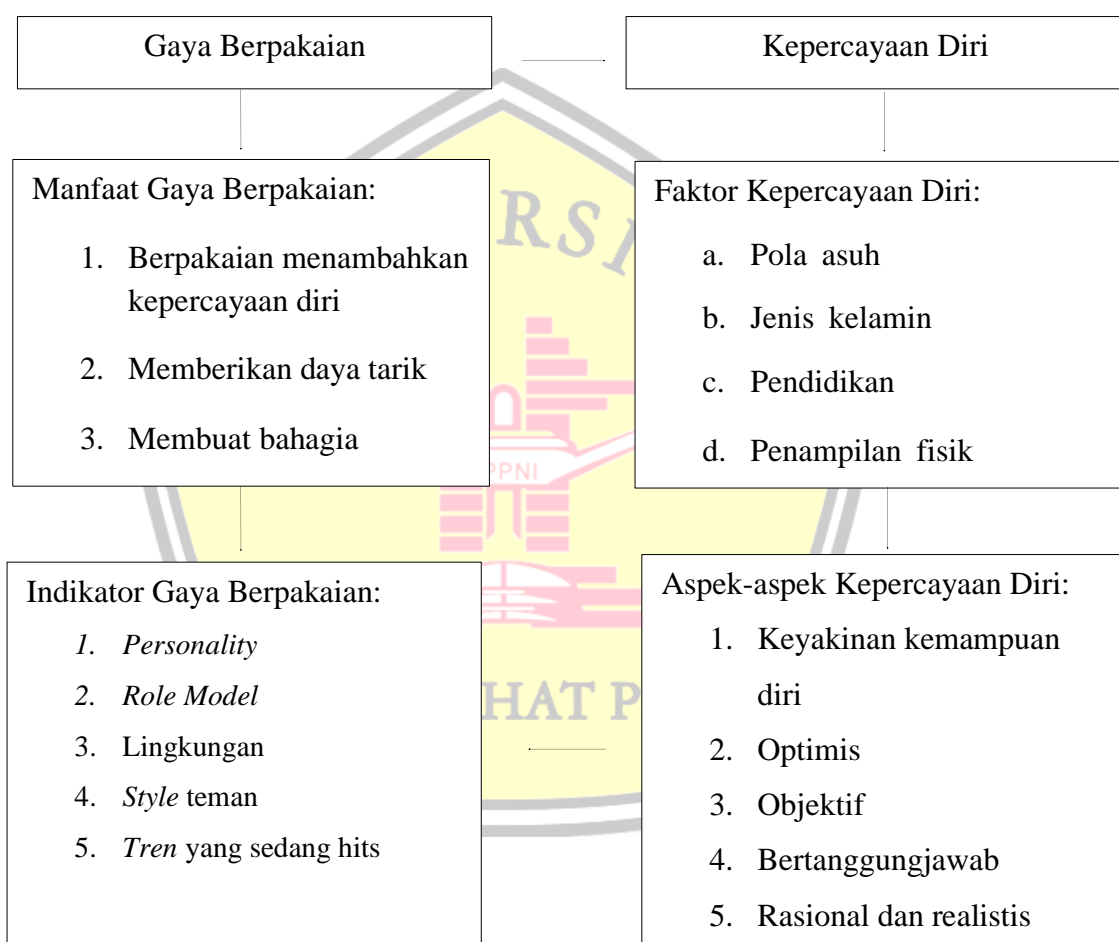 Gaya Berpakaian
Kepercayaan Diri
Manfaat Gaya Berpakaian:
1. Berpakaian menambahkan
kepercayaan diri
2. Memberikan daya tarik
3. Membuat bahagia
Faktor Kepercayaan Diri:
a. Pola asuh
b. Jenis kelamin
c. Pendidikan
d. Penampilan fisik
Indikator Gaya Berpakaian:
1. Personality
2. Role Model
3. Lingkungan
4. Style teman
5. Tren yang sedang hits
Aspek-aspek Kepercayaan Diri:
1. Keyakinan kemampuan
diri
2. Optimis
3. Objektif
4. Bertanggungjawab
5. Rasional dan realistis
RSI
PPNI
HAT P